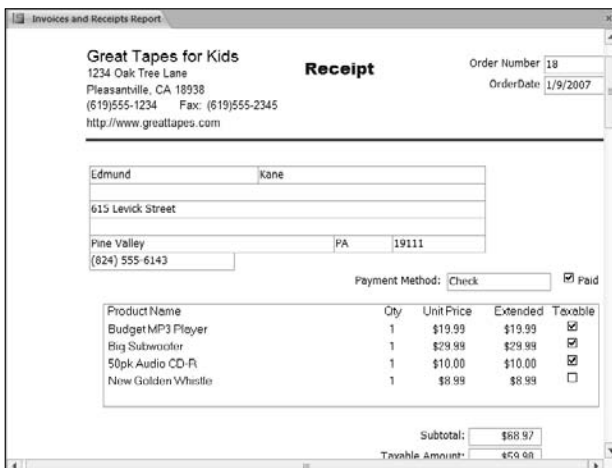 Invoices and Receipts Report
Great Tapes for Kids
1234 Oak Tree Lane
Pleasantville, CA 18938
(619)555-1234 Fax: (619)555-2345
http://www.greattapes.com
Receipt
Order Number 18
OrderDate 1/9/2007
Edmund Kane
615 Levick Street
Pine Valley PA 19111
(824) 555-6143
Payment Method: Check Paid
Product Name Qty Unit Price Extended Taxable
Budget MP3 Player 1 $19.99 $19.99
Big Subwoofer 1 $29.99 $29.99
50pk Audio CD-R 1 $10.00 $10.00
New Golden Whistle 1 $8.99 $8.99
Subtotal: $68.97
Taxable Amount: $59.98